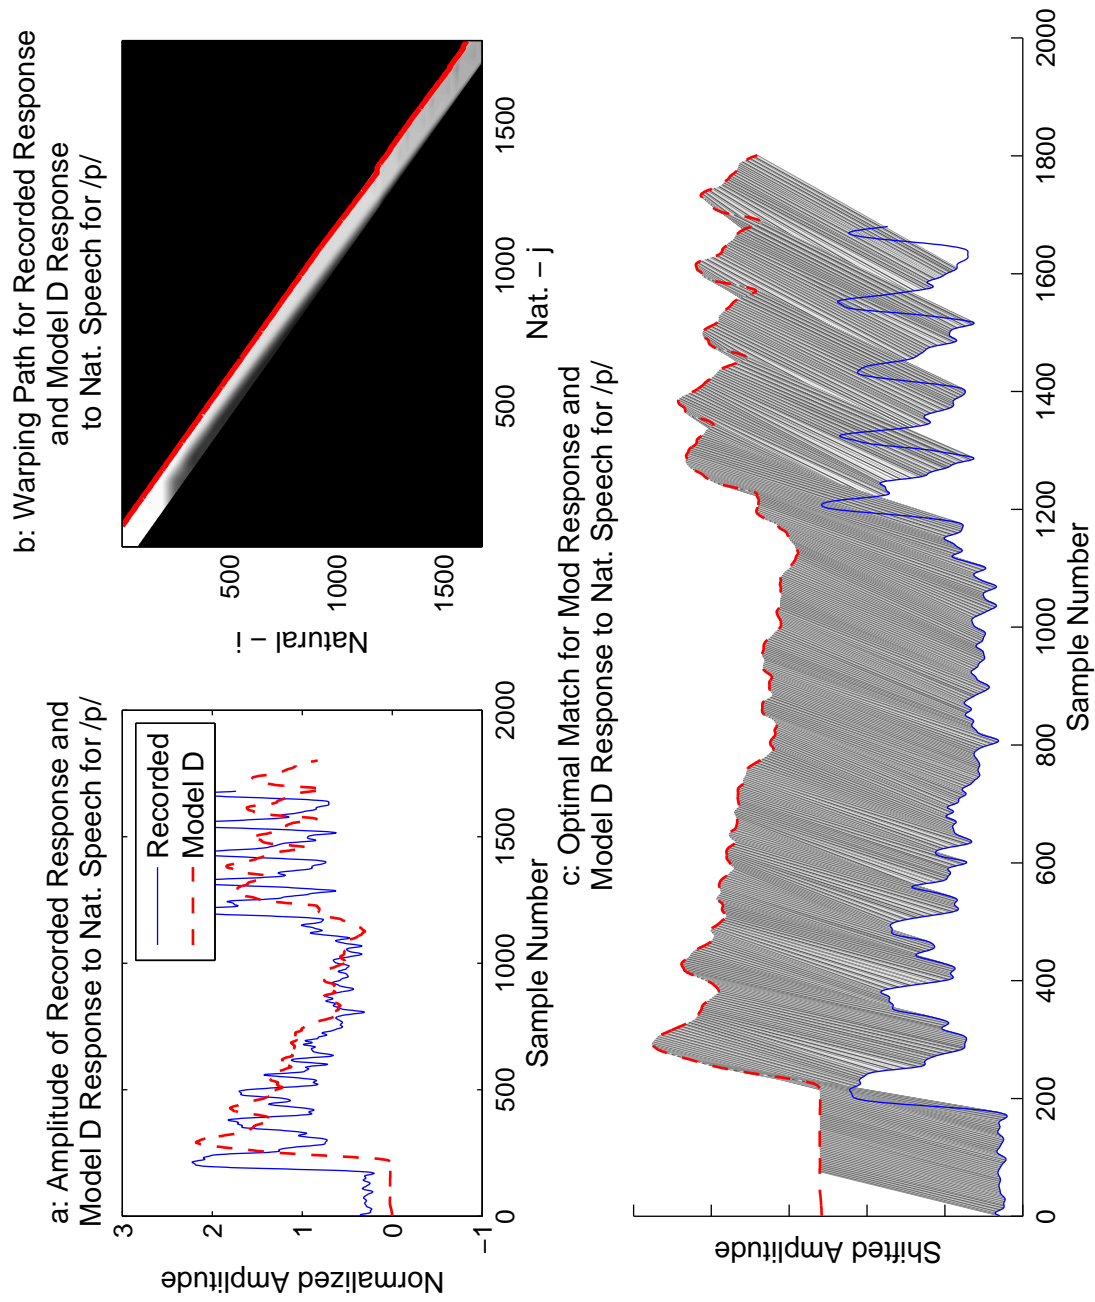 a: Amplitude of Recorded Response and
Model D Response to Nat. Speech for /p/
3
2
1
0
−1
Normalized Amplitude
0
500
1000
1500
2000
Sample Number
Recorded
Model D
b: Warping Path for Recorded Response
and Model D Response
to Nat. Speech for /p/
500
1000
1500
Natural − i
500
1000
1500
Nat. − j
c: Optimal Match for Mod Response and
Model D Response to Nat. Speech for /p/
Shifted Amplitude
0
200
400
600
800
1000
1200
1400
1600
1800
2000
Sample Number